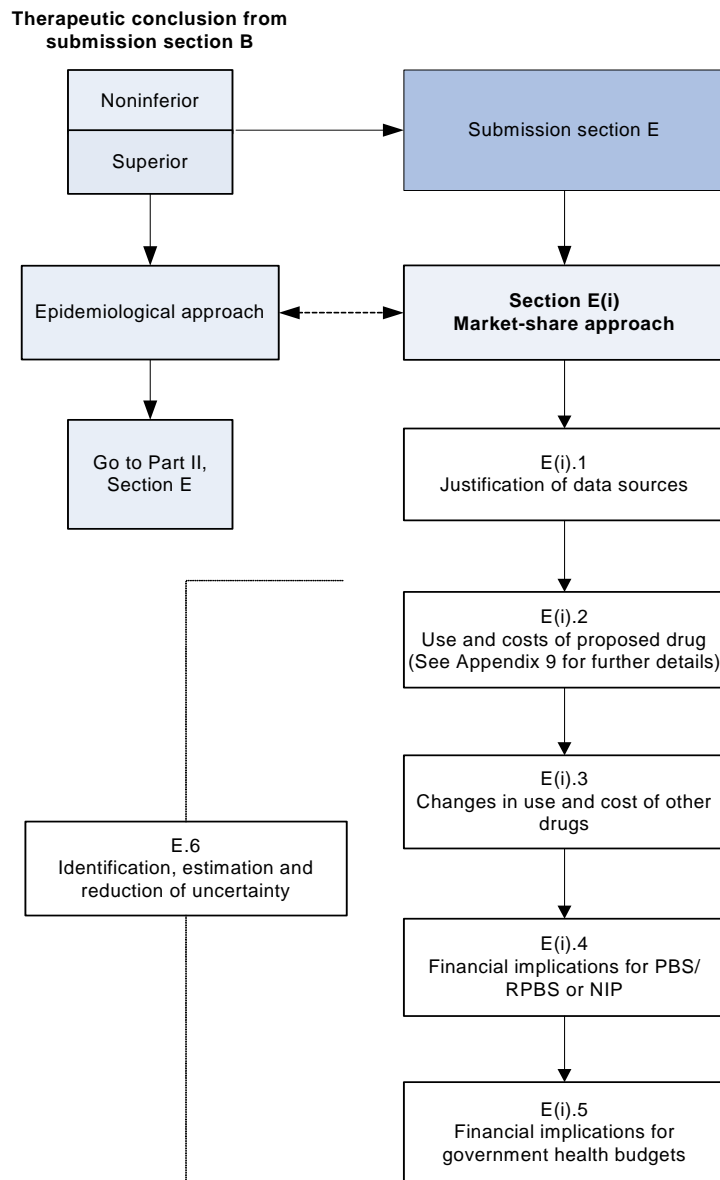 Therapeutic conclusion from
submission section B
Noninferior
Superior
Submission section E
Epidemiological approach
Section E(i)
Market-share approach
Go to Part II,
Section E
E(i).1
Justification of data sources
E(i).2
Use and costs of proposed drug
(See Appendix 9 for further details)
E(i).3
Changes in use and cost of other
drugs
E.6
Identification, estimation and
reduction of uncertainty
E(i).4
Financial implications for PBS/
RPBS or NIP
E(i).5
Financial implications for
government health budgets